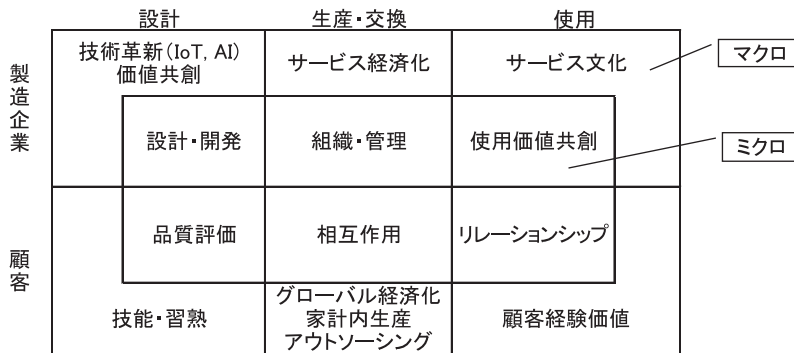 設計
生産・交換
使用
製造企業
技術革新(IoT, AI)
価値共創
サービス経済化
サービス文化
マクロ
設計・開発
組織・管理
使用価値共創
ミクロ
顧客
品質評価
相互作用
リレーションシップ
技能・習熟
グローバル経済化
家計内生産
アウトソーシング
顧客経験価値